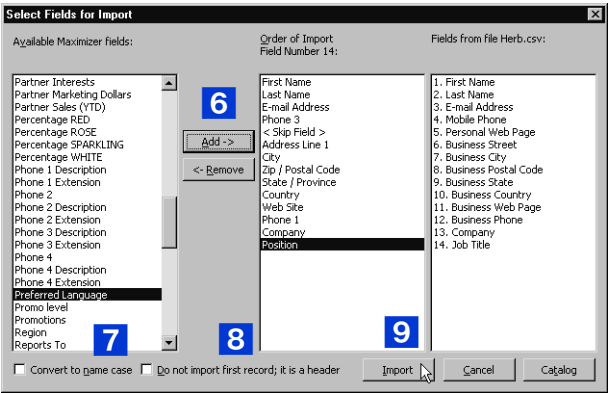 Select Fields for Import
Available Maximizer fields:
Order of Import
Field Number 14:
Fields from file Herb.csv:
Partner Interests
Partner Marketing Dollars
Partner Sales (YTD)
Percentage RED
Percentage ROSE
Percentage SPARKLING
Percentage WHITE
Phone 1 Description
Phone 1 Extension
Phone 2
Phone 2 Description
Phone 2 Extension
Phone 3 Description
Phone 3 Extension
Phone 4
Phone 4 Description
Phone 4 Extension
Preferred Language
Promo level
Promotions
Region
Reports To
6
Add ->
<- Remove
First Name
Last Name
E-mail Address
Phone 3
< Skip Field >
Address Line 1
City
Zip / Postal Code
State / Province
Country
Web Site
Phone 1
Company
Position
1. First Name
2. Last Name
3. E-mail Address
4. Mobile Phone
5. Personal Web Page
6. Business Street
7. Business City
8. Business Postal Code
9. Business State
10. Business Country
11. Business Web Page
12. Business Phone
13. Company
14. Job Title
7
8
9
Convert to name case
Do not import first record; it is a header
Import
Cancel
Catalog